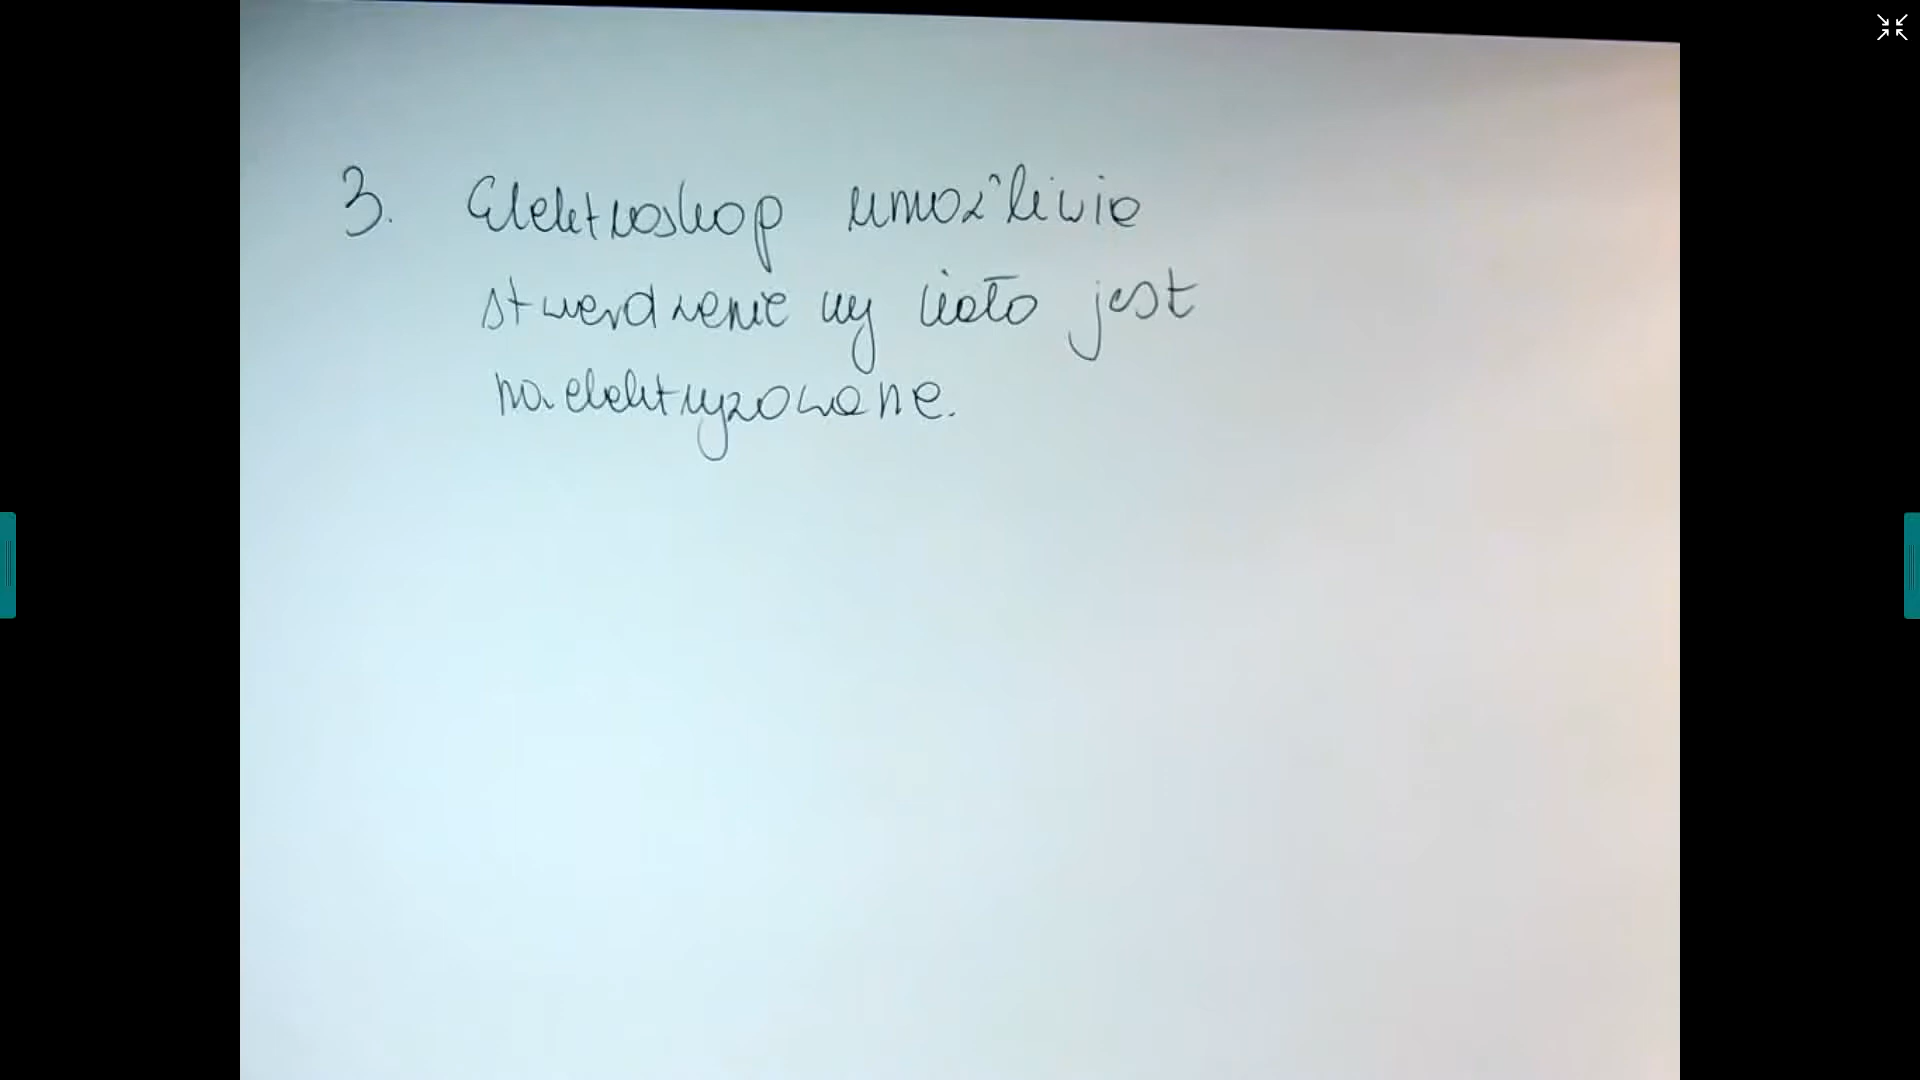 3. Elektroskop umożliwia
stwierdzenie czy ciało jest
naelektryzowane.